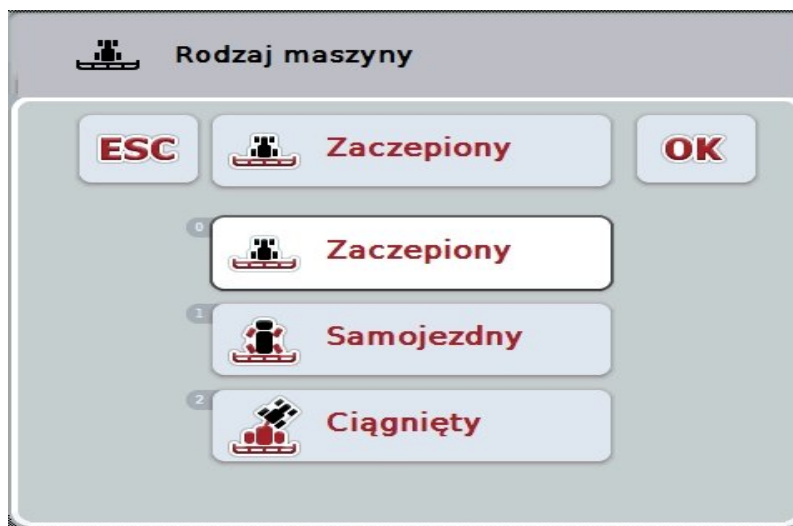 Rodzaj maszyny
ESC Zaczepiony OK
0
Zaczepiony
1
Samojezdny
2
Ciągnięty